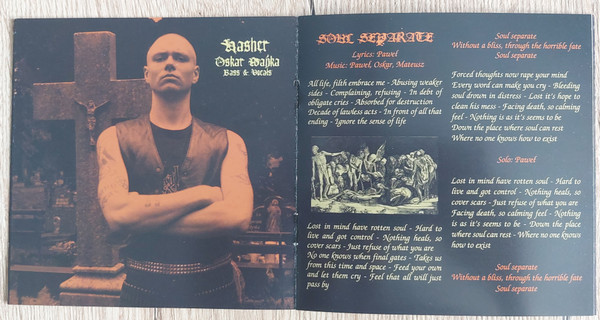 Hasher
Oskar Bańka
Bass & Vocals
SOUL SEPARATE
Lyrics: Paweł
Music: Paweł, Oskar, Mateusz
All life, filth embrace me - Abusing weaker
sides - Complaining, refusing - In debt of
obligate cries - Absorbed for destruction
Decade of lawless acts - In front of all that
ending - Ignore the sense of life
Lost in mind have rotten soul - Hard to
live and got control - Nothing heals, so
cover scars - Just refuse of what you are
No one knows when final gates - Takes us
from this time and space - Feed your own
and let them cry - Feel that all will just
pass by
Soul separate
Without a bliss, through the horrible fate
Soul separate
Forced thoughts now rape your mind
Every word can make you cry - Bleeding
soul drown in distress - Lost it's hope to
clean his mess - Facing death, so calming
feel - Nothing is as it's seems to be
Down the place where soul can rest
Where no one knows how to exist
Solo: Paweł
Lost in mind have rotten soul - Hard to
live and got control - Nothing heals, so
cover scars - Just refuse of what you are
Facing death, so calming feel - Nothing
is as it's seems to be - Down the place
where soul can rest - Where no one knows
how to exist
Soul separate
Without a bliss, through the horrible fate
Soul separate